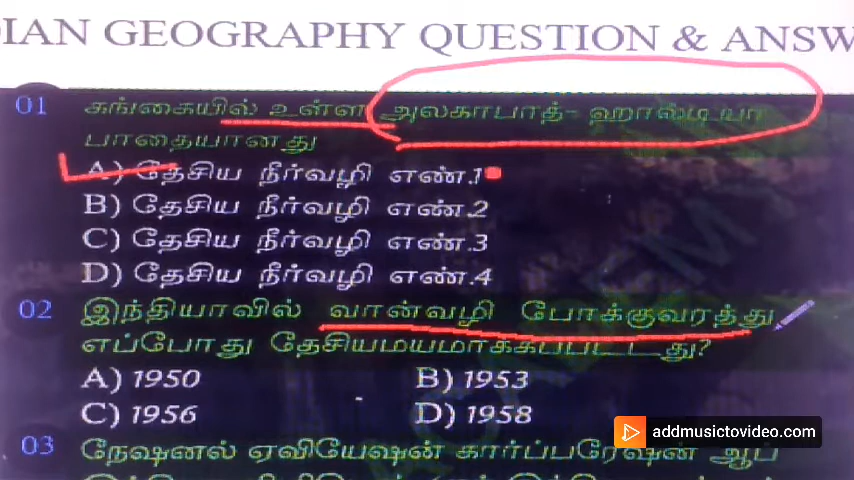 DIAN GEOGRAPHY QUESTION & ANSW
01 கங்கையில் உள்ள அலகாபாத்- ஹால்டியா
பாதையானது
A) தேசிய நீர்வழி எண்.1
B) தேசிய நீர்வழி எண்.2
C) தேசிய நீர்வழி எண்.3
D) தேசிய நீர்வழி எண்.4
02 இந்தியாவில் வான்வழி போக்குவரத்து
எப்போது தேசியமயமாக்கப்பட்டது?
A) 1950 B) 1953
C) 1956 D) 1958
addmusictovideo.com
03 நேஷனல் ஏவியேஷன் கார்ப்பரேஷன் ஆப்